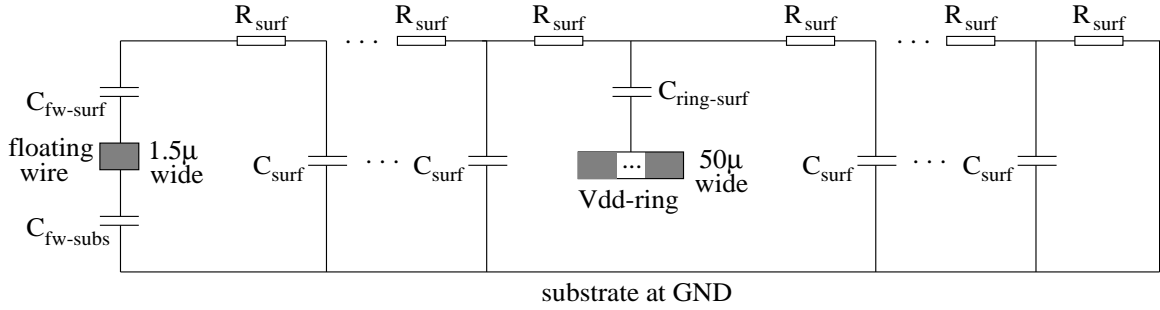 R_surf R_surf R_surf R_surf R_surf R_surf
. . . . . .
C_fw-surf C_ring-surf
floating wire 1.5μ wide C_surf . . . C_surf ... 50μ wide C_surf . . . C_surf
Vdd-ring
C_fw-subs
substrate at GND